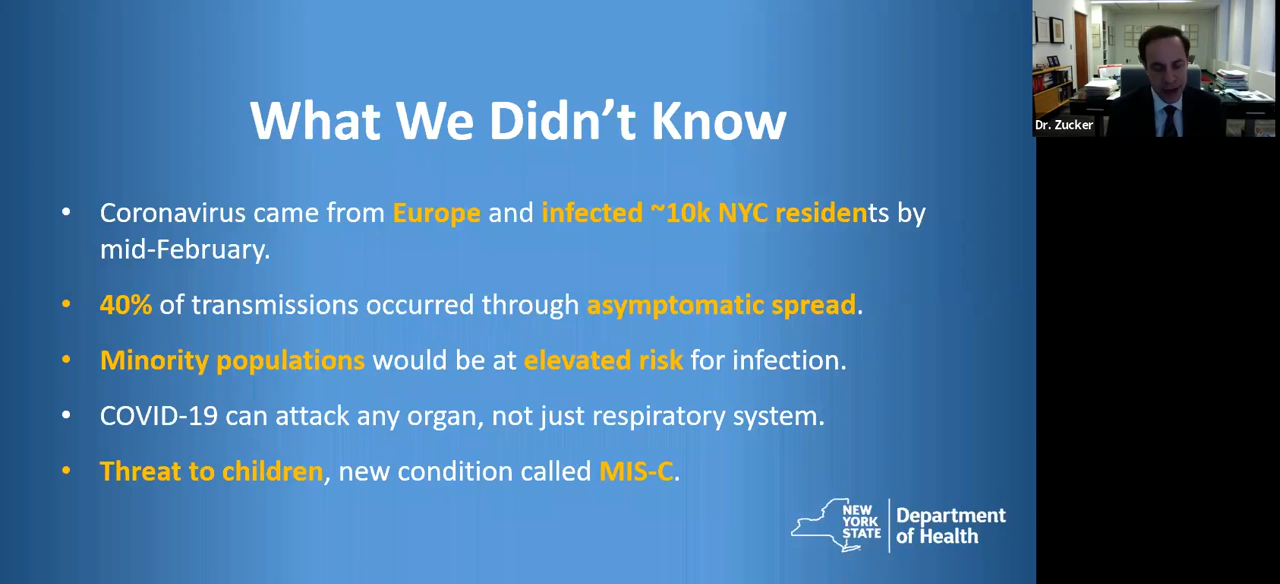 What We Didn't Know
• Coronavirus came from Europe and infected ~10k NYC residents by
mid-February.
• 40% of transmissions occurred through asymptomatic spread.
• Minority populations would be at elevated risk for infection.
• COVID-19 can attack any organ, not just respiratory system.
• Threat to children, new condition called MIS-C.
NEW
YORK
STATE
Department
of Health
Dr. Zucker